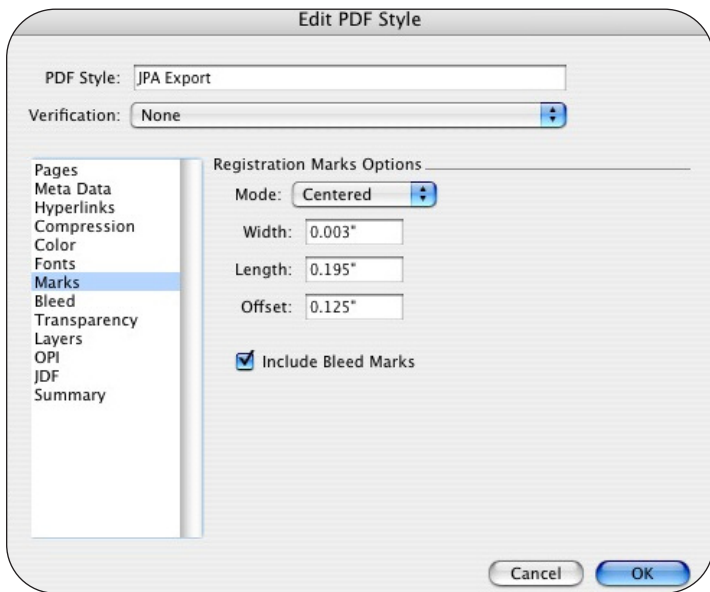 Edit PDF Style
PDF Style: JPA Export
Verification: None
Pages
Meta Data
Hyperlinks
Compression
Color
Fonts
Marks
Bleed
Transparency
Layers
OPI
JDF
Summary
Registration Marks Options
Mode: Centered
Width: 0.003"
Length: 0.195"
Offset: 0.125"
Include Bleed Marks
Cancel OK